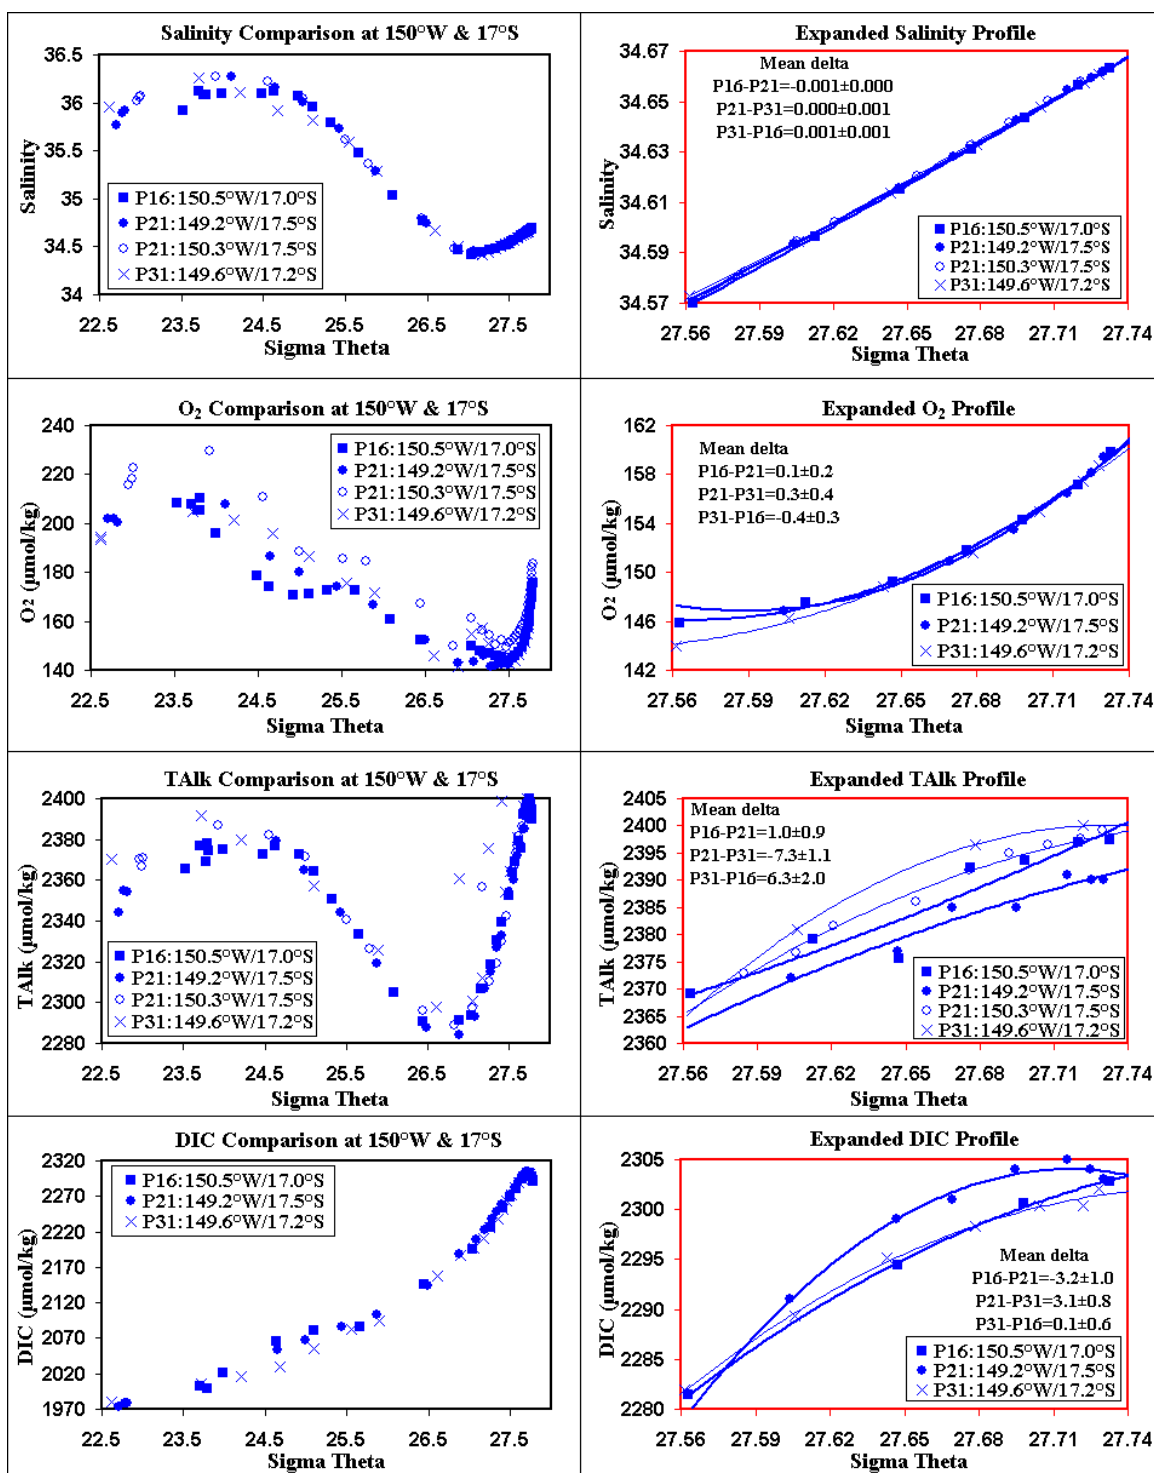 Salinity Comparison at 150°W & 17°S
36.5
36
35.5
35
34.5
34
Salinity
P16:150.5°W/17.0°S
P21:149.2°W/17.5°S
P21:150.3°W/17.5°S
P31:149.6°W/17.2°S
22.5 23.5 24.5 25.5 26.5 27.5
Sigma Theta
Expanded Salinity Profile
34.67
34.65
34.63
34.61
34.59
34.57
Salinity
Mean delta
P16-P21=-0.001±0.000
P21-P31=0.000±0.001
P31-P16=0.001±0.001
P16:150.5°W/17.0°S
P21:149.2°W/17.5°S
P21:150.3°W/17.5°S
P31:149.6°W/17.2°S
27.56 27.59 27.62 27.65 27.68 27.71 27.74
Sigma Theta
O2 Comparison at 150°W & 17°S
240
220
200
180
160
140
O2 (µmol/kg)
P16:150.5°W/17.0°S
P21:149.2°W/17.5°S
P21:150.3°W/17.5°S
P31:149.6°W/17.2°S
22.5 23.5 24.5 25.5 26.5 27.5
Sigma Theta
Expanded O2 Profile
162
158
154
150
146
142
O2 (µmol/kg)
Mean delta
P16-P21=0.1±0.2
P21-P31=0.3±0.4
P31-P16=-0.4±0.3
P16:150.5°W/17.0°S
P21:149.2°W/17.5°S
P31:149.6°W/17.2°S
27.56 27.59 27.62 27.65 27.68 27.71 27.74
Sigma Theta
TAlk Comparison at 150°W & 17°S
2400
2380
2360
2340
2320
2300
2280
TAlk (µmol/kg)
P16:150.5°W/17.0°S
P21:149.2°W/17.5°S
P21:150.3°W/17.5°S
P31:149.6°W/17.2°S
22.5 23.5 24.5 25.5 26.5 27.5
Sigma Theta
Expanded TAlk Profile
2405
2400
2395
2390
2385
2380
2375
2370
2365
2360
TAlk (µmol/kg)
Mean delta
P16-P21=1.0±0.9
P21-P31=-7.3±1.1
P31-P16=6.3±2.0
P16:150.5°W/17.0°S
P21:149.2°W/17.5°S
P21:150.3°W/17.5°S
P31:149.6°W/17.2°S
27.56 27.59 27.62 27.65 27.68 27.71 27.74
Sigma Theta
DIC Comparison at 150°W & 17°S
2320
2270
2220
2170
2120
2070
2020
1970
DIC (µmol/kg)
P16:150.5°W/17.0°S
P21:149.2°W/17.5°S
P31:149.6°W/17.2°S
22.5 23.5 24.5 25.5 26.5 27.5
Sigma Theta
Expanded DIC Profile
2305
2300
2295
2290
2285
2280
DIC (µmol/kg)
Mean delta
P16-P21=-3.2±1.0
P21-P31=3.1±0.8
P31-P16=0.1±0.6
P16:150.5°W/17.0°S
P21:149.2°W/17.5°S
P31:149.6°W/17.2°S
27.56 27.59 27.62 27.65 27.68 27.71 27.74
Sigma Theta